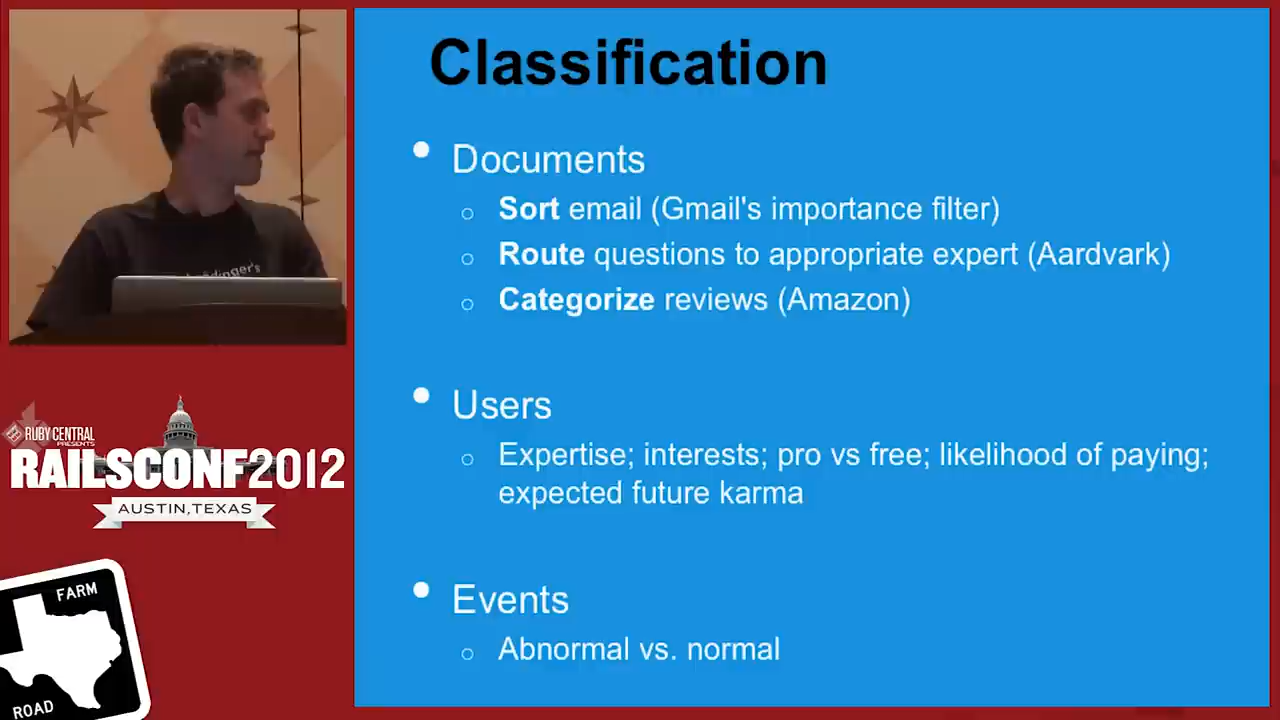 Classification
Documents
Sort email (Gmail's importance filter)
Route questions to appropriate expert (Aardvark)
Categorize reviews (Amazon)
Users
Expertise; interests; pro vs free; likelihood of paying;
expected future karma
Events
Abnormal vs. normal
RUBY CENTRAL
PRESENTS
RAILSCONF2012
AUSTIN, TEXAS
FARM
ROAD